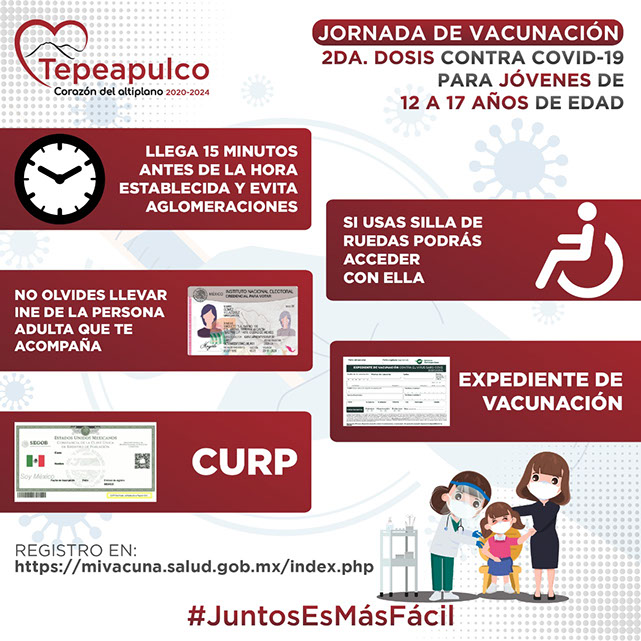 Tepeapulco
Corazón del altiplano 2020-2024
JORNADA DE VACUNACIÓN
2DA. DOSIS CONTRA COVID-19
PARA JÓVENES DE
12 A 17 AÑOS DE EDAD
LLEGA 15 MINUTOS
ANTES DE LA HORA
ESTABLECIDA Y EVITA
AGLOMERACIONES
SI USAS SILLA DE
RUEDAS PODRÁS
ACCEDER
CON ELLA
NO OLVIDES LLEVAR
INE DE LA PERSONA
ADULTA QUE TE
ACOMPAÑA
MÉXICO
INSTITUTO NACIONAL ELECTORAL
CREDENCIAL PARA VOTAR
EXPEDIENTE DE
VACUNACIÓN
ESTADOS UNIDOS MEXICANOS
SEGOB
Soy México
CURP
REGISTRO EN:
https://mivacuna.salud.gob.mx/index.php
#JuntosEsMásFácil